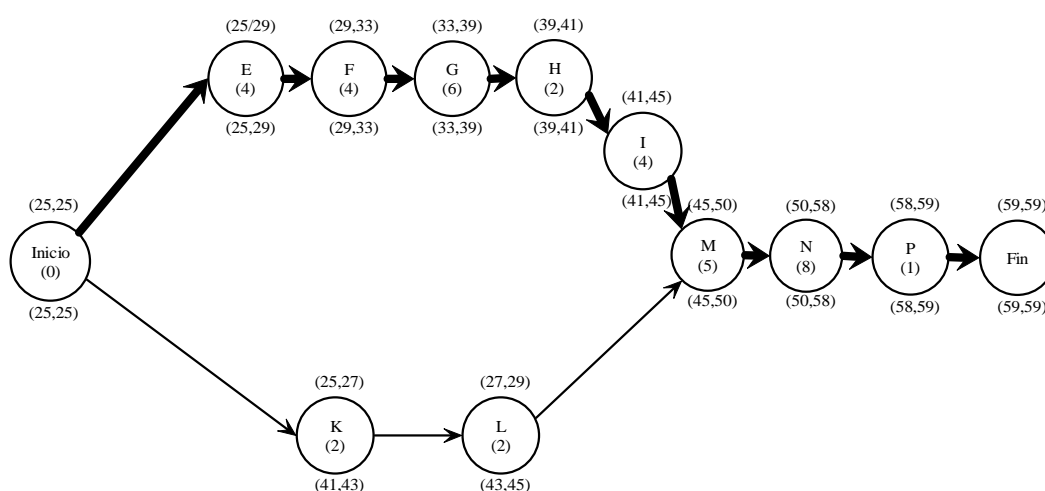 (25/29)
E
(4)
(25,29)
(29,33)
F
(4)
(29,33)
(33,39)
G
(6)
(33,39)
(39,41)
H
(2)
(39,41)
(41,45)
I
(4)
(41,45)
(25,25)
Inicio
(0)
(25,25)
(45,50)
M
(5)
(45,50)
(50,58)
N
(8)
(50,58)
(58,59)
P
(1)
(58,59)
(59,59)
Fin
(59,59)
(25,27)
K
(2)
(41,43)
(27,29)
L
(2)
(43,45)